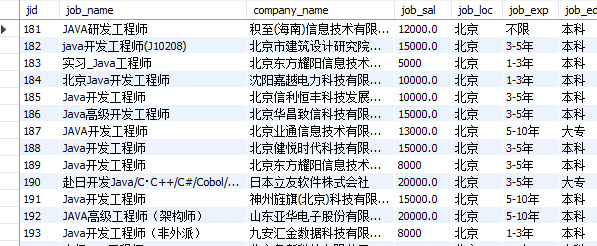 jid job_name company_name job_sal job_loc job_exp job_ed
181 JAVA研发工程师 积至(海南)信息技术有限... 12000.0 北京 不限 本科
182 java开发工程师(J10208) 北京市建筑设计研究院... 15000.0 北京 3-5年 本科
183 实习_Java工程师 北京东方耀阳信息技术... 5000 北京 1-3年 本科
184 北京Java开发工程师 沈阳嘉越电力科技有限... 10000.0 北京 1-3年 本科
185 Java开发工程师 北京信利恒丰科技发展... 10000.0 北京 3-5年 本科
186 Java高级开发工程师 北京华昌致信科技有限... 15000.0 北京 3-5年 本科
187 JAVA开发工程师 北京业通信息技术有限... 13000.0 北京 5-10年 大专
188 Java开发工程师 北京健悦时代科技有限... 15000.0 北京 3-5年 本科
189 Java开发工程师 北京东方耀阳信息技术... 8000 北京 3-5年 本科
190 赴日开发Java/C·C++/C#/Cobol/... 日本立友软件株式会社 20000.0 北京 5-10年 大专
191 Java开发工程师 神州旌旗(北京)科技有... 15000.0 北京 5-10年 本科
192 JAVA高级工程师（架构师） 山东亚华电子股份有限... 20000.0 北京 5-10年 本科
193 Java开发工程师（非外派） 九安汇金数据科技有限... 8000 北京 1-3年 本科